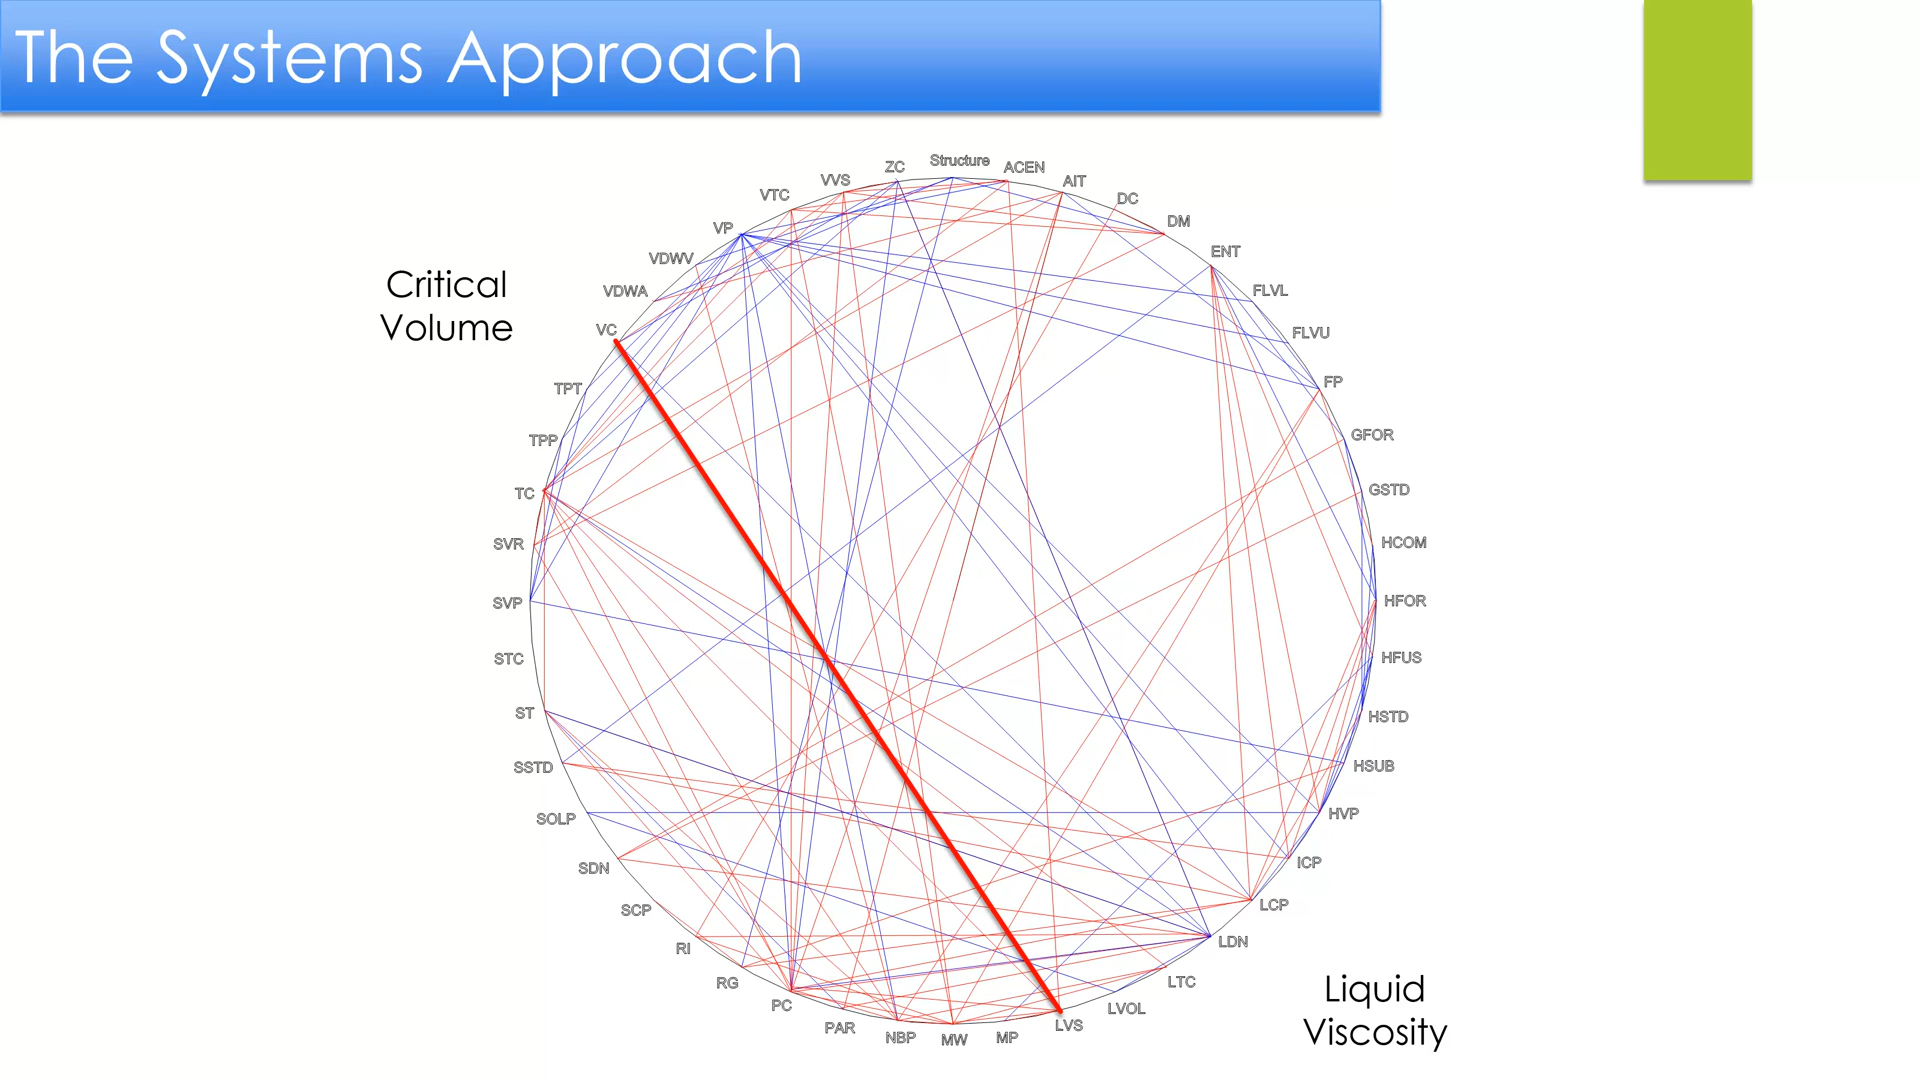 The Systems Approach
Structure
ACEN
AIT
DC
DM
ENT
FLVL
FLVU
FP
GFOR
GSTD
HCOM
HFOR
HFUS
HSTD
HSUB
HVP
ICP
LCP
LDN
LTC
LVOL
LVS
MP
MW
NBP
PAR
PC
RG
RI
SCP
SDN
SOLP
SSTD
ST
STC
SVP
SVR
TC
TPP
TPT
VC
VDWA
VDWV
VP
VTC
VVS
ZC
Critical
Volume
Liquid
Viscosity